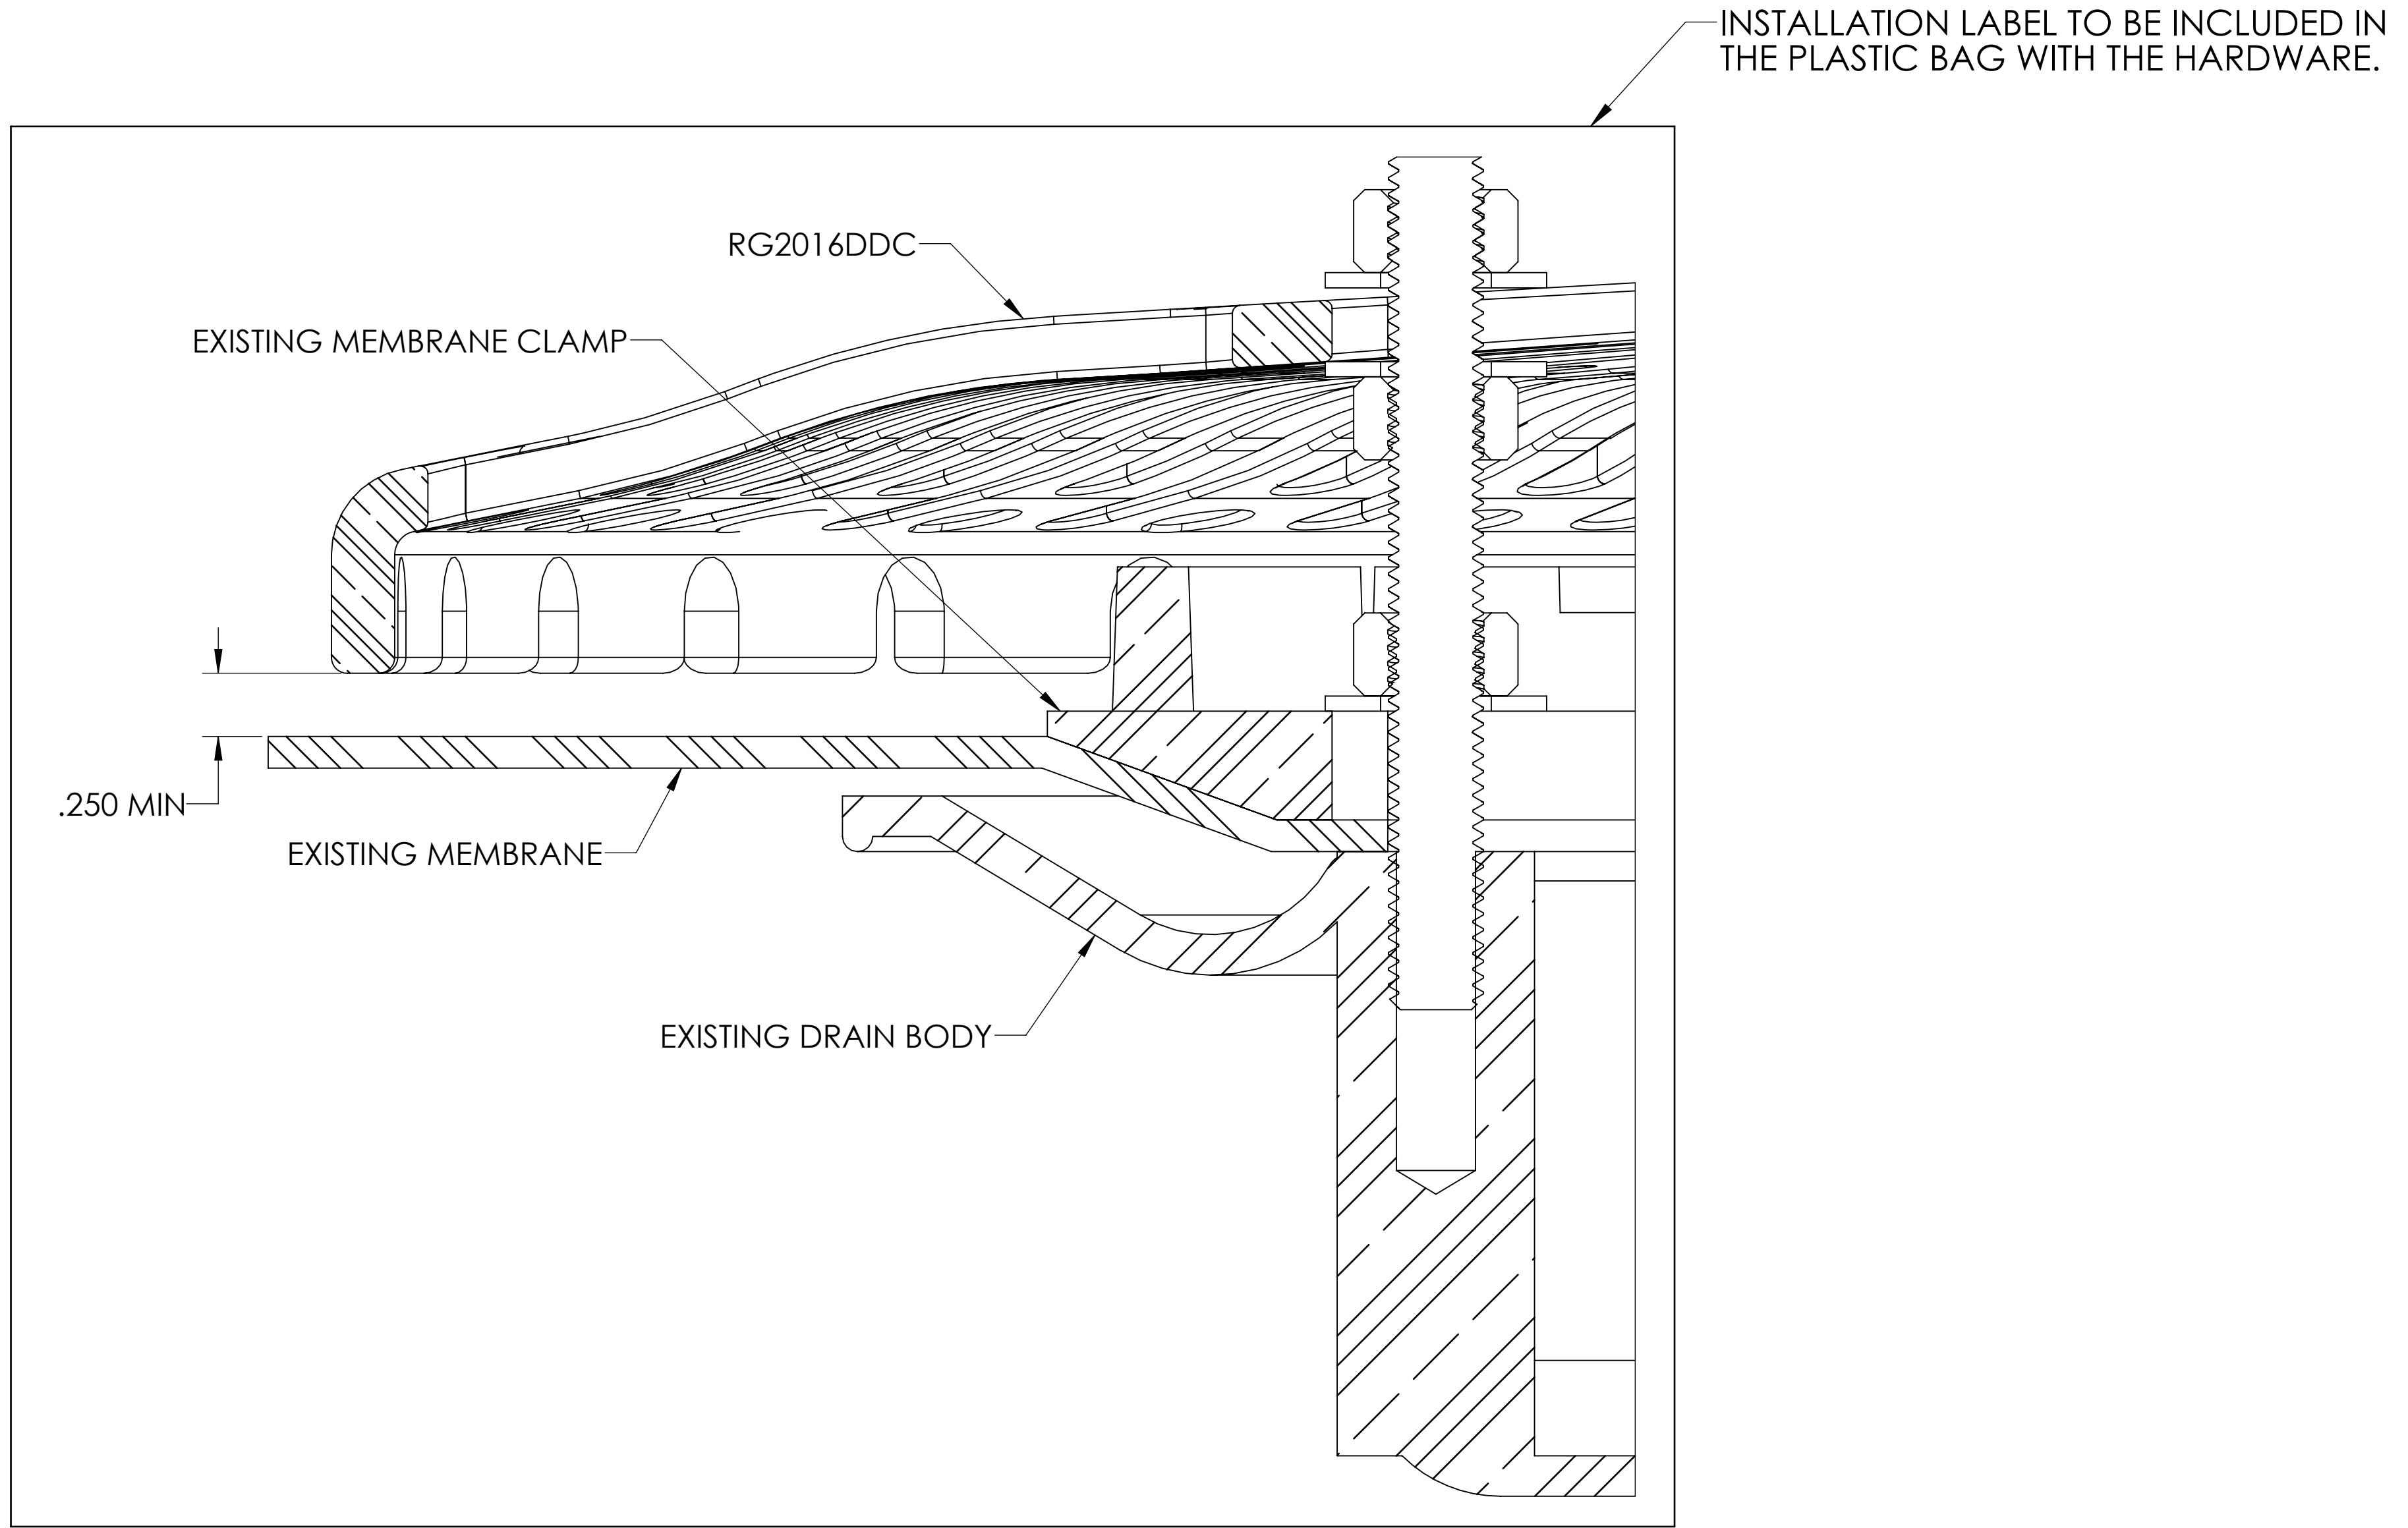 INSTALLATION LABEL TO BE INCLUDED IN
THE PLASTIC BAG WITH THE HARDWARE.
RG2016DDC
EXISTING MEMBRANE CLAMP
.250 MIN
EXISTING MEMBRANE
EXISTING DRAIN BODY